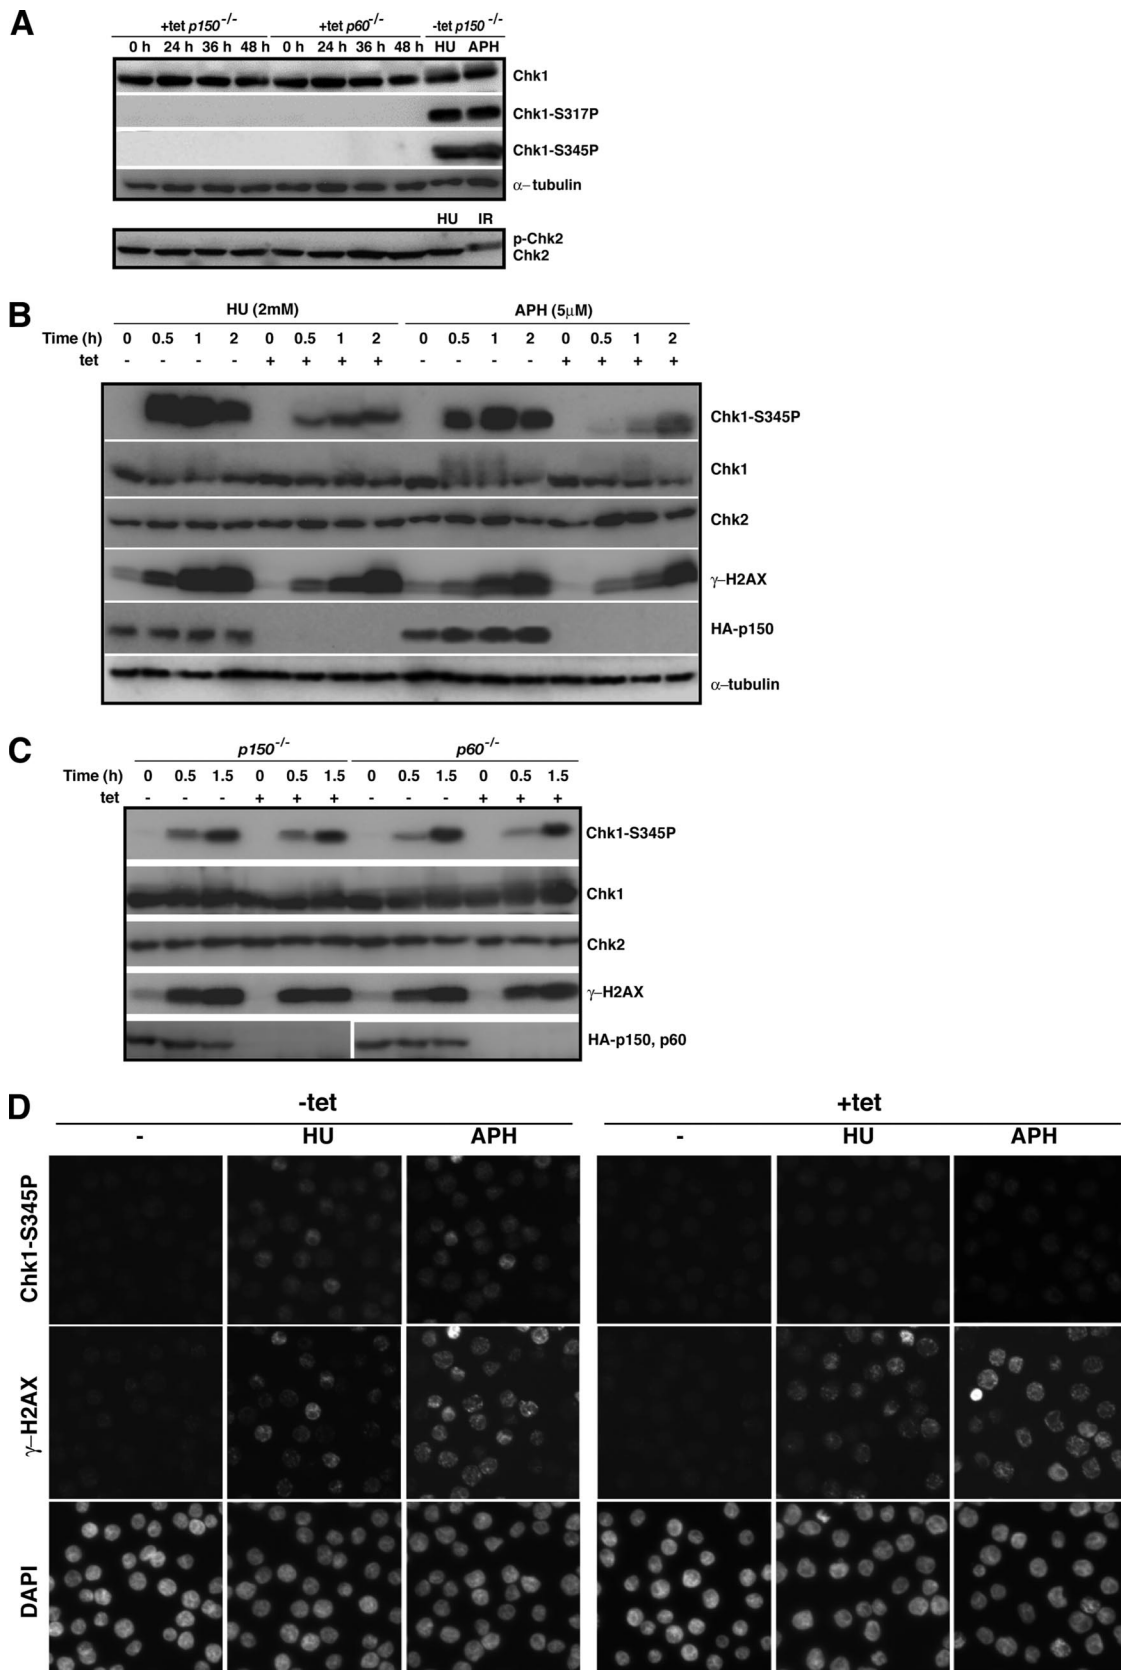 A
+tet p150-/- +tet p60-/- -tet p150-/-
0 h 24 h 36 h 48 h 0 h 24 h 36 h 48 h HU APH
Chk1
Chk1-S317P
Chk1-S345P
α-tubulin
HU IR
p-Chk2
Chk2
B
HU (2mM) APH (5μM)
Time (h) 0 0.5 1 2 0 0.5 1 2 0 0.5 1 2 0 0.5 1 2
tet - - - - + + + + - - - - + + + +
Chk1-S345P
Chk1
Chk2
γ-H2AX
HA-p150
α-tubulin
C
p150-/- p60-/-
Time (h) 0 0.5 1.5 0 0.5 1.5 0 0.5 1.5 0 0.5 1.5
tet - - - + + + - - - + + +
Chk1-S345P
Chk1
Chk2
γ-H2AX
HA-p150, p60
D
-tet +tet
- HU APH - HU APH
Chk1-S345P
γ-H2AX
DAPI